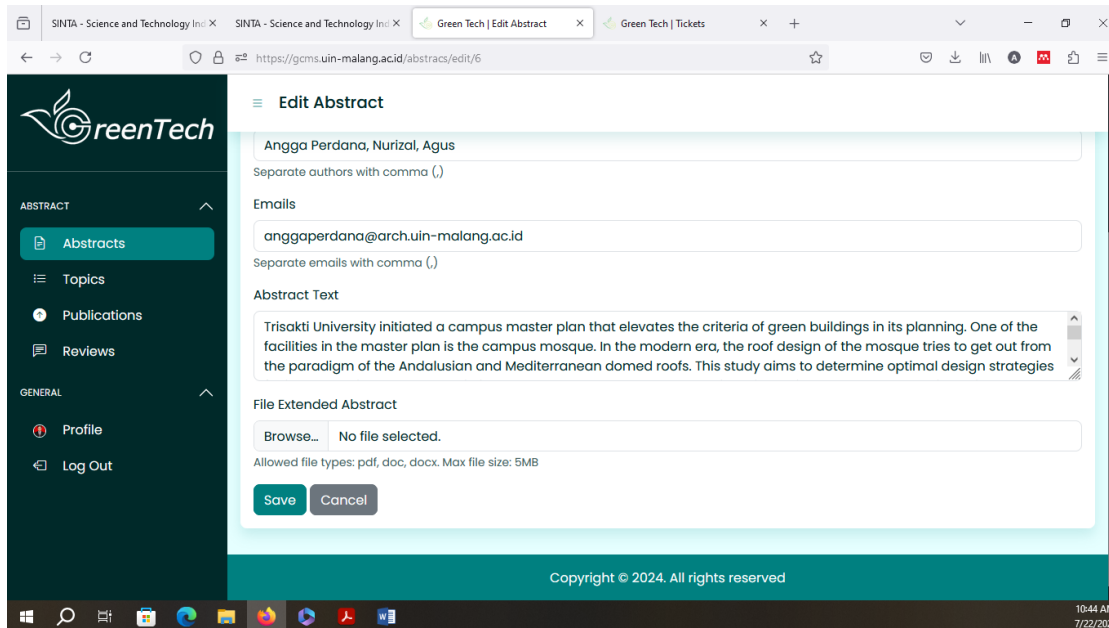 SINTA - Science and Technology Ind
SINTA - Science and Technology Ind
Green Tech | Edit Abstract
Green Tech | Tickets
https://gcms.uin-malang.ac.id/abstracs/edit/6
GreenTech
Edit Abstract
ABSTRACT
Abstracts
Topics
Publications
Reviews
GENERAL
Profile
Log Out
Angga Perdana, Nurizal, Agus
Separate authors with comma (,)
Emails
anggaperdana@arch.uin-malang.ac.id
Separate emails with comma (,)
Abstract Text
Trisakti University initiated a campus master plan that elevates the criteria of green buildings in its planning. One of the
facilities in the master plan is the campus mosque. In the modern era, the roof design of the mosque tries to get out from
the paradigm of the Andalusian and Mediterranean domed roofs. This study aims to determine optimal design strategies
File Extended Abstract
Browse... No file selected.
Allowed file types: pdf, doc, docx. Max file size: 5MB
Save Cancel
Copyright © 2024. All rights reserved
10:44 AM
7/22/202